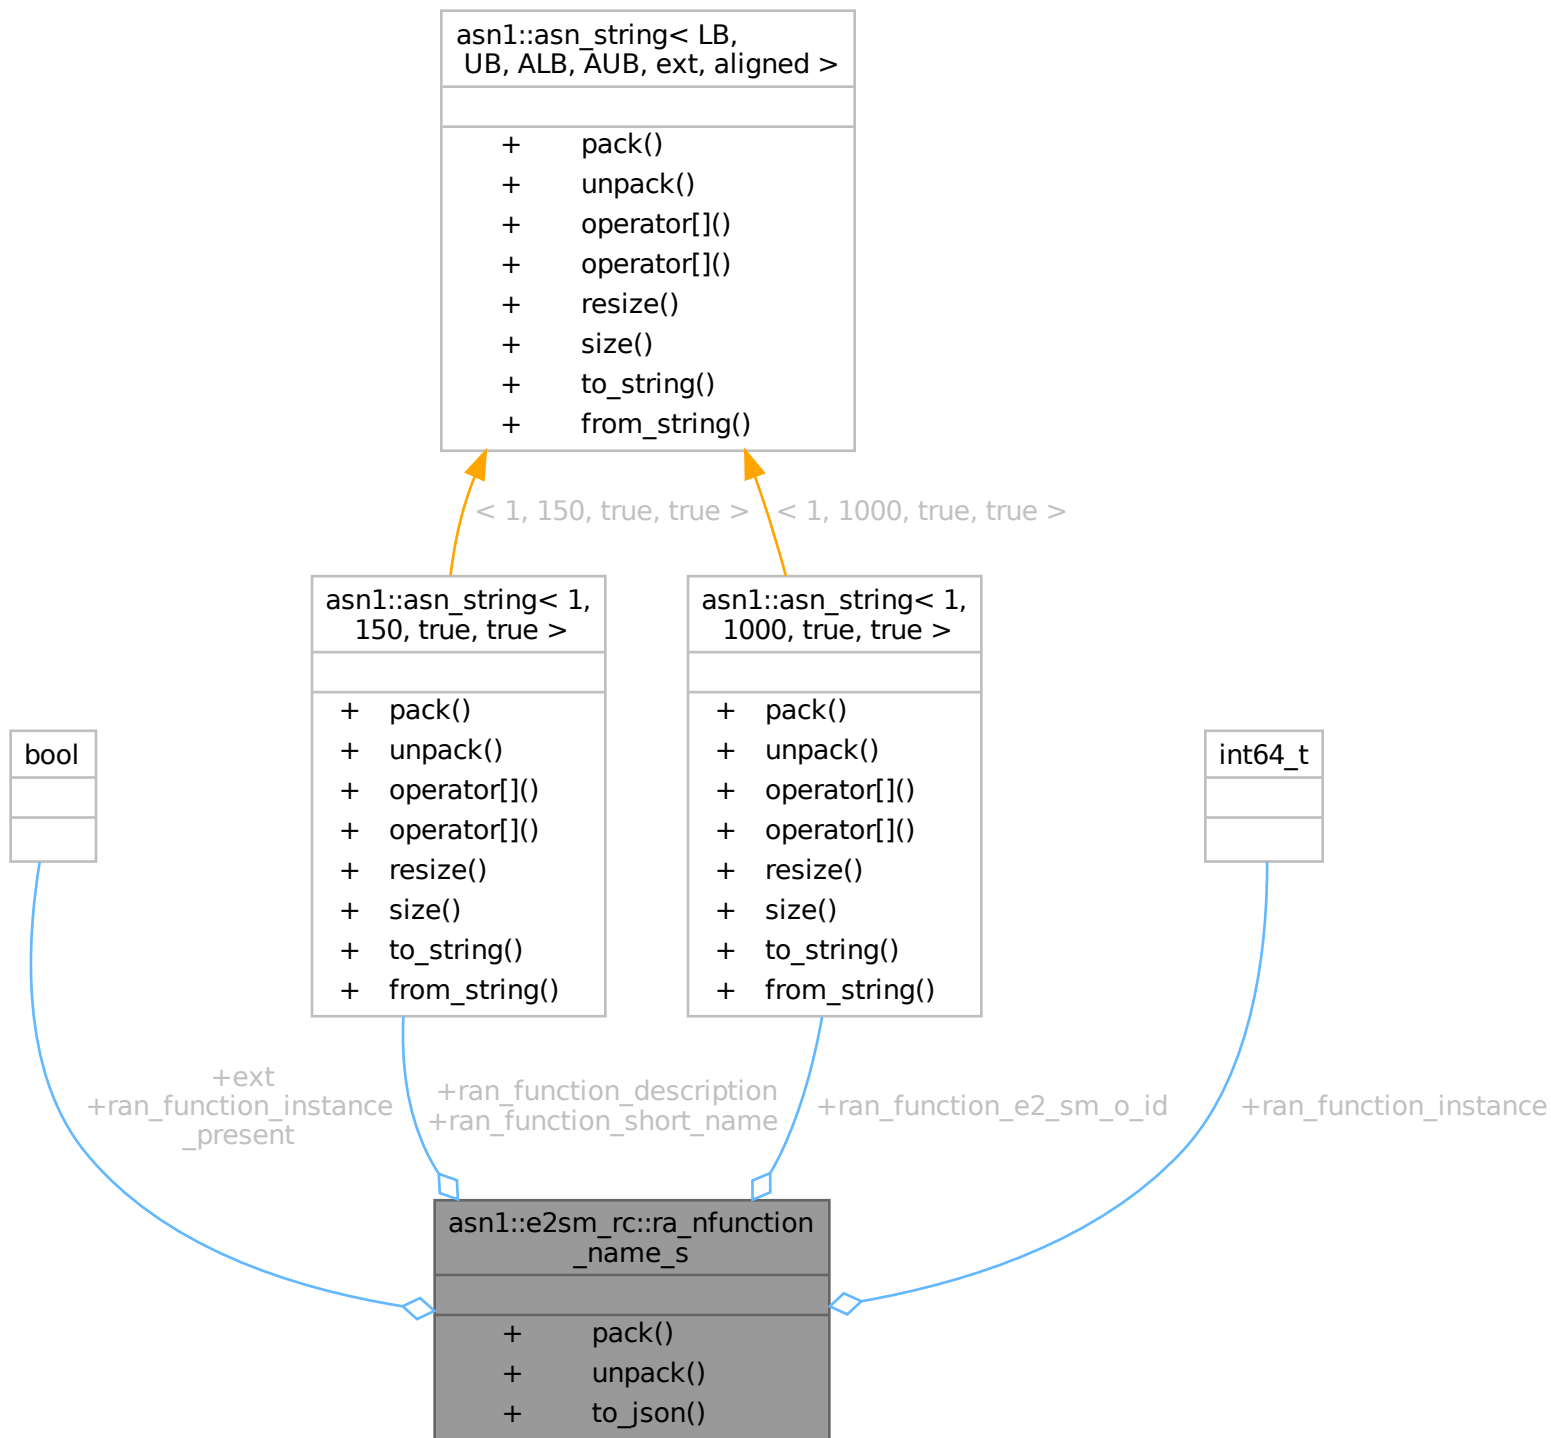 asn1::asn_string< LB,
UB, ALB, AUB, ext, aligned >
+ pack()
+ unpack()
+ operator[]()
+ operator[]()
+ resize()
+ size()
+ to_string()
+ from_string()
< 1, 150, true, true >
< 1, 1000, true, true >
asn1::asn_string< 1,
150, true, true >
+ pack()
+ unpack()
+ operator[]()
+ operator[]()
+ resize()
+ size()
+ to_string()
+ from_string()
asn1::asn_string< 1,
1000, true, true >
+ pack()
+ unpack()
+ operator[]()
+ operator[]()
+ resize()
+ size()
+ to_string()
+ from_string()
bool
int64_t
+ext
+ran_function_instance
_present
+ran_function_description
+ran_function_short_name
+ran_function_e2_sm_o_id
+ran_function_instance
asn1::e2sm_rc::ra_nfunction
_name_s
+ pack()
+ unpack()
+ to_json()